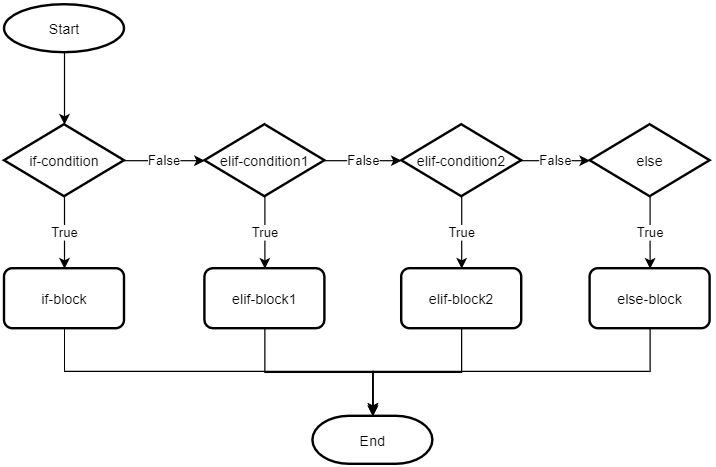 Start
if-condition
False
elif-condition1
False
elif-condition2
False
else
True
True
True
True
if-block
elif-block1
elif-block2
else-block
End